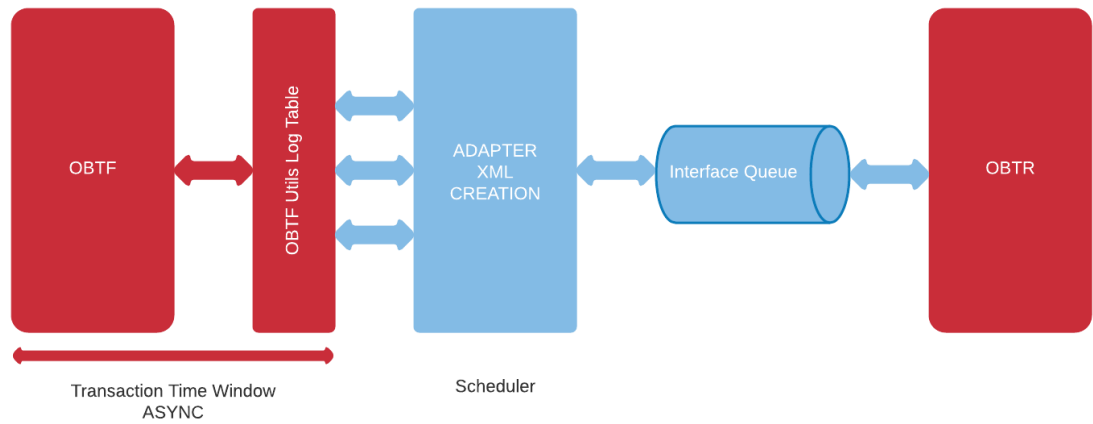 OBTF
OBTF Utils Log Table
ADAPTER
XML
CREATION
Interface Queue
OBTR
Transaction Time Window
ASYNC
Scheduler